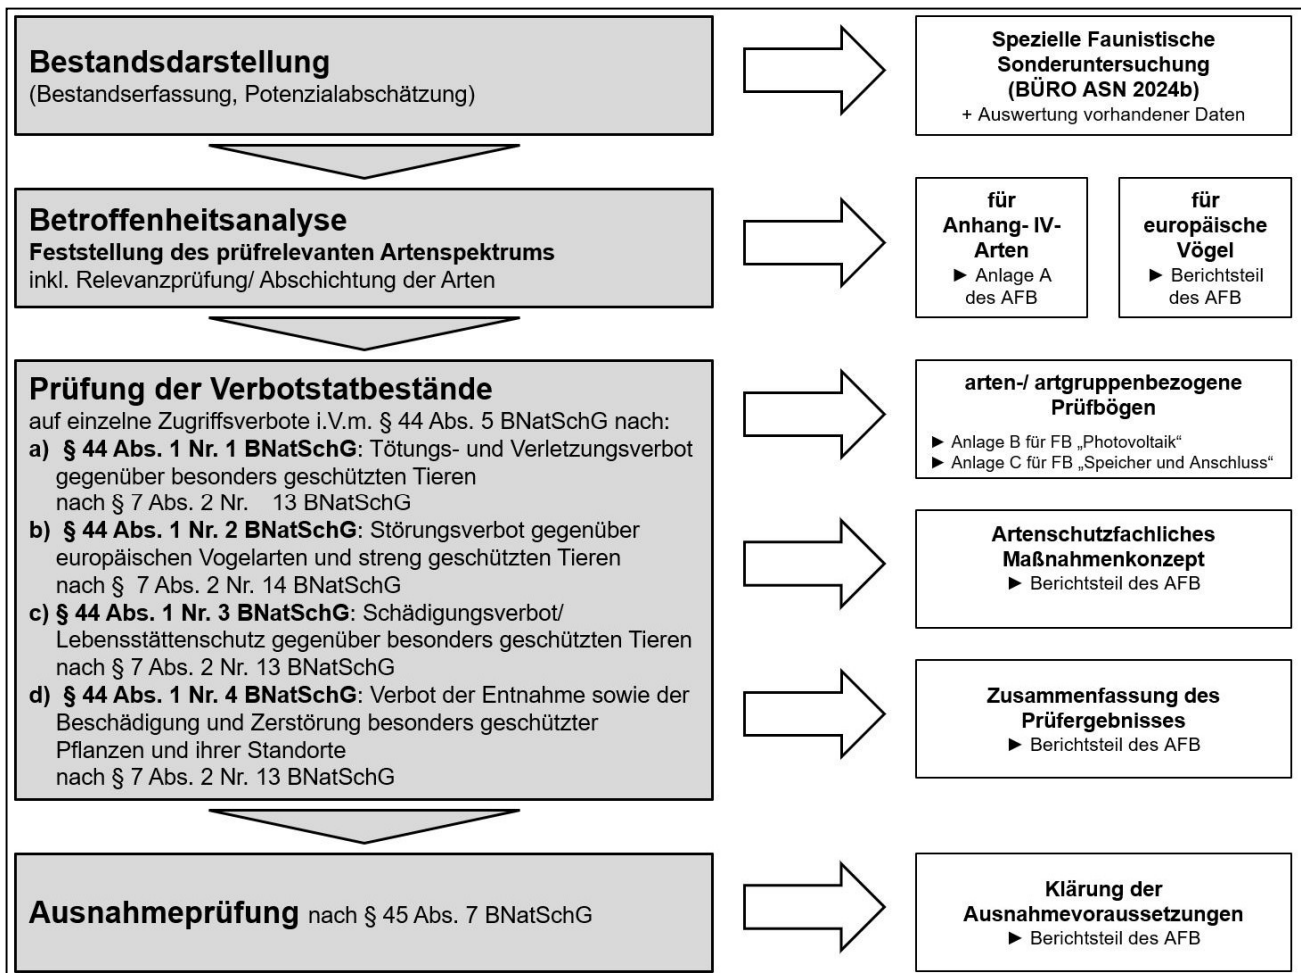 Bestandsdarstellung
(Bestandserfassung, Potenzialabschätzung)
Spezielle Faunistische
Sonderuntersuchung
(BÜRO ASN 2024b)
+ Auswertung vorhandener Daten
Betroffenheitsanalyse
Feststellung des prüfrelevanten Artenspektrums
inkl. Relevanzprüfung/ Abschichtung der Arten
für
Anhang- IV-
Arten
► Anlage A
des AFB
für
europäische
Vögel
► Berichtsteil
des AFB
Prüfung der Verbotstatbestände
auf einzelne Zugriffsverbote i.V.m. § 44 Abs. 5 BNatSchG nach:
a) § 44 Abs. 1 Nr. 1 BNatSchG: Tötungs- und Verletzungsverbot
gegenüber besonders geschützten Tieren
nach § 7 Abs. 2 Nr. 13 BNatSchG
b) § 44 Abs. 1 Nr. 2 BNatSchG: Störungsverbot gegenüber
europäischen Vogelarten und streng geschützten Tieren
nach § 7 Abs. 2 Nr. 14 BNatSchG
c) § 44 Abs. 1 Nr. 3 BNatSchG: Schädigungsverbot/
Lebensstättenschutz gegenüber besonders geschützten Tieren
nach § 7 Abs. 2 Nr. 13 BNatSchG
d) § 44 Abs. 1 Nr. 4 BNatSchG: Verbot der Entnahme sowie der
Beschädigung und Zerstörung besonders geschützter
Pflanzen und ihrer Standorte
nach § 7 Abs. 2 Nr. 13 BNatSchG
arten-/ artgruppenbezogene
Prüfbögen
► Anlage B für FB „Photovoltaik“
► Anlage C für FB „Speicher und Anschluss“
Artenschutzfachliches
Maßnahmenkonzept
► Berichtsteil des AFB
Zusammenfassung des
Prüfergebnisses
► Berichtsteil des AFB
Ausnahmeprüfung nach § 45 Abs. 7 BNatSchG
Klärung der
Ausnahmevoraussetzungen
► Berichtsteil des AFB